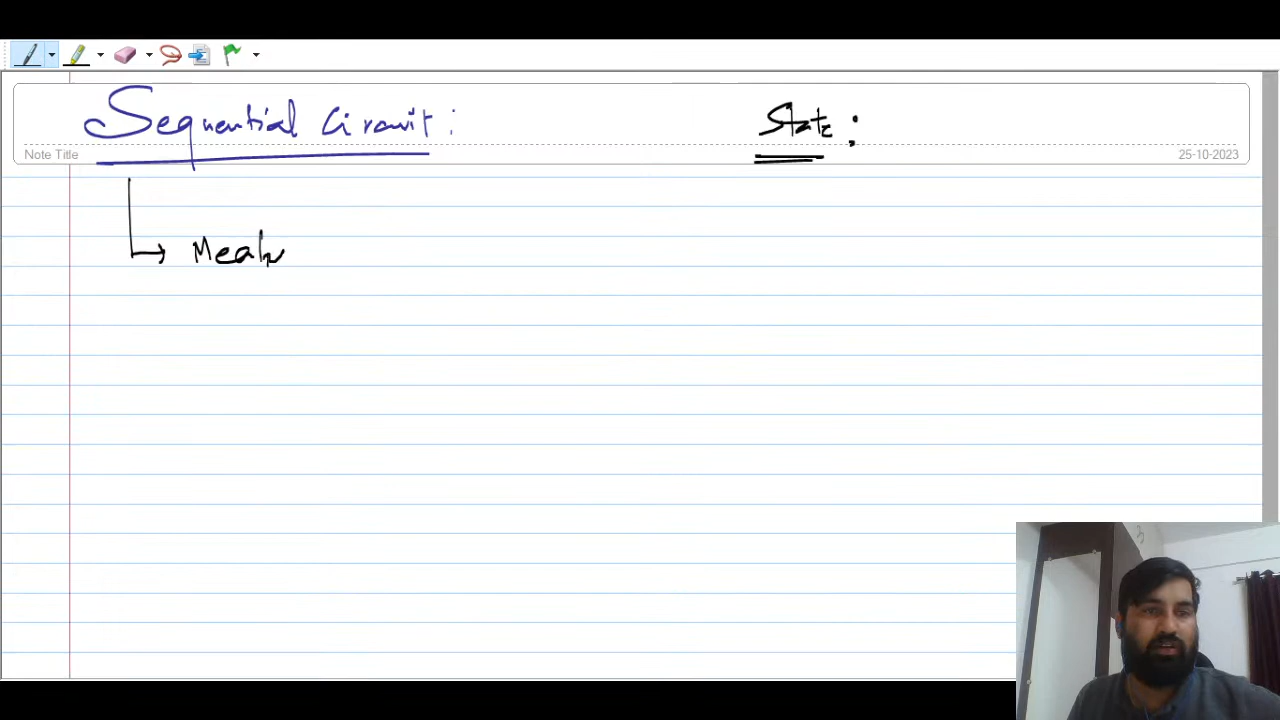 Sequential Circuit :
State :
Note Title
25-10-2023
→ Mealy